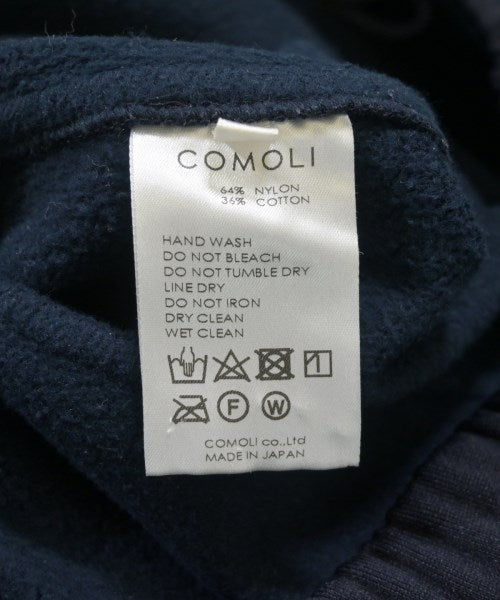 COMOLI
64% NYLON
36% COTTON
HAND WASH
DO NOT BLEACH
DO NOT TUMBLE DRY
LINE DRY
DO NOT IRON
DRY CLEAN
WET CLEAN
F W
COMOLI co.,Ltd
MADE IN JAPAN